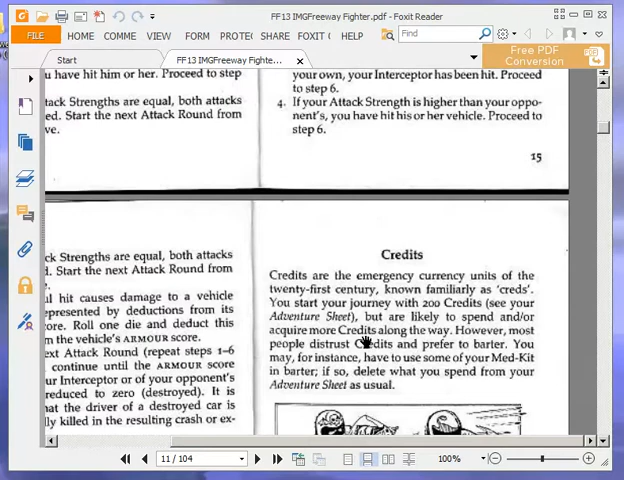 FF13 IMGFreeway Fighter.pdf - Foxit Reader
FILE HOME COMMENT VIEW FORM PROTE SHARE FOXIT C HELP Find
Start FF13 IMGFreeway Fighte... Free PDF Conversion
u have hit him or her. Proceed to step
tack Strengths are equal, both attacks
ed. Start the next Attack Round from
ve.
your own, your Interceptor has been hit. Proceed
to step 6.
4. If your Attack Strength is higher than your oppo-
nent's, you have hit his or her vehicle. Proceed to
step 6.
15
ck Strengths are equal, both attacks
d. Start the next Attack Round from
e.
ul hit causes damage to a vehicle
epresented by deductions from its
ore. Roll one die and deduct this
m the vehicle's ARMOUR score.
ext Attack Round (repeat steps 1–6
continue until the ARMOUR score
ur Interceptor or of your opponent's
reduced to zero (destroyed). It is
hat the driver of a destroyed car is
lly killed in the resulting crash or ex-
Credits
Credits are the emergency currency units of the
twenty-first century, known familiarly as 'creds'.
You start your journey with 200 Credits (see your
Adventure Sheet), but are likely to spend and/or
acquire more Credits along the way. However, most
people distrust Credits and prefer to barter. You
may, for instance, have to use some of your Med-Kit
in barter; if so, delete what you spend from your
Adventure Sheet as usual.
11 / 104 100%